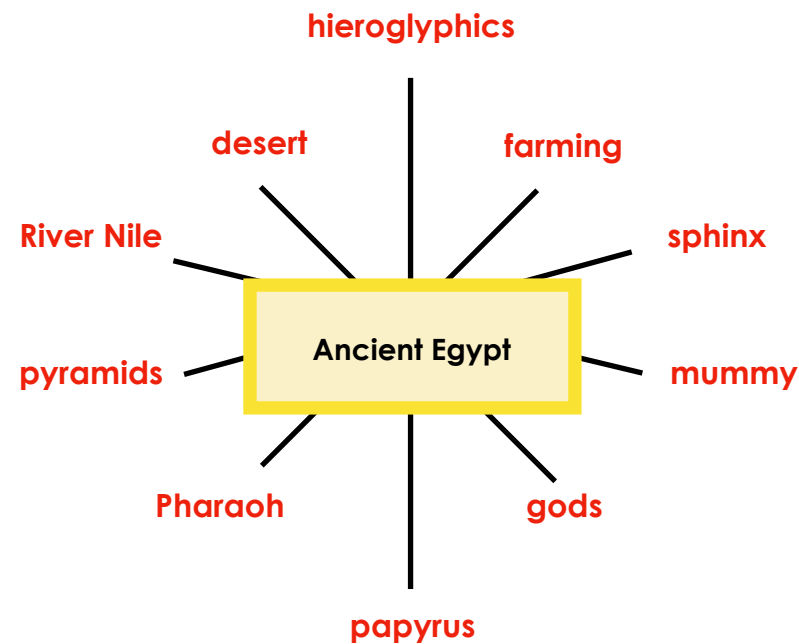 hieroglyphics
desert
farming
River Nile
sphinx
Ancient Egypt
pyramids
mummy
Pharaoh
gods
papyrus